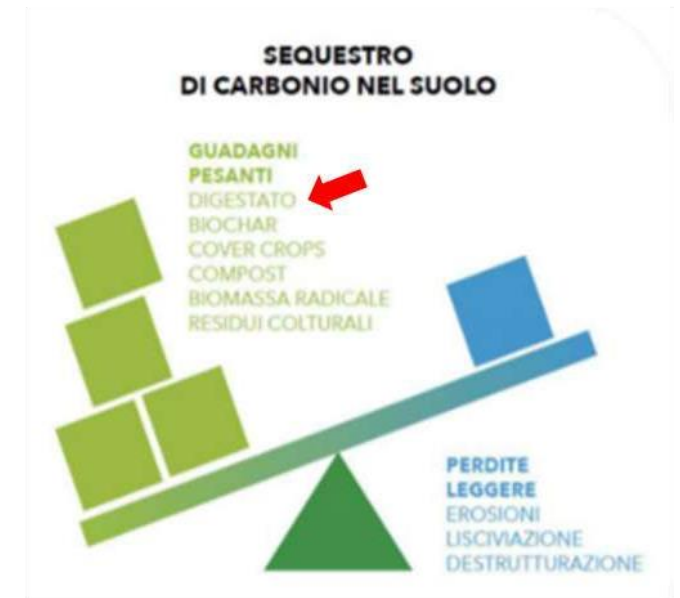 SEQUESTRO
DI CARBONIO NEL SUOLO
GUADAGNI
PESANTI
DIGESTATO
BIOCHAR
COVER CROPS
COMPOST
BIOMASSA RADICALE
RESIDUI COLTURALI
PERDITE
LEGGERE
EROSIONI
LISCIVIAZIONE
DESTRUTTURAZIONE